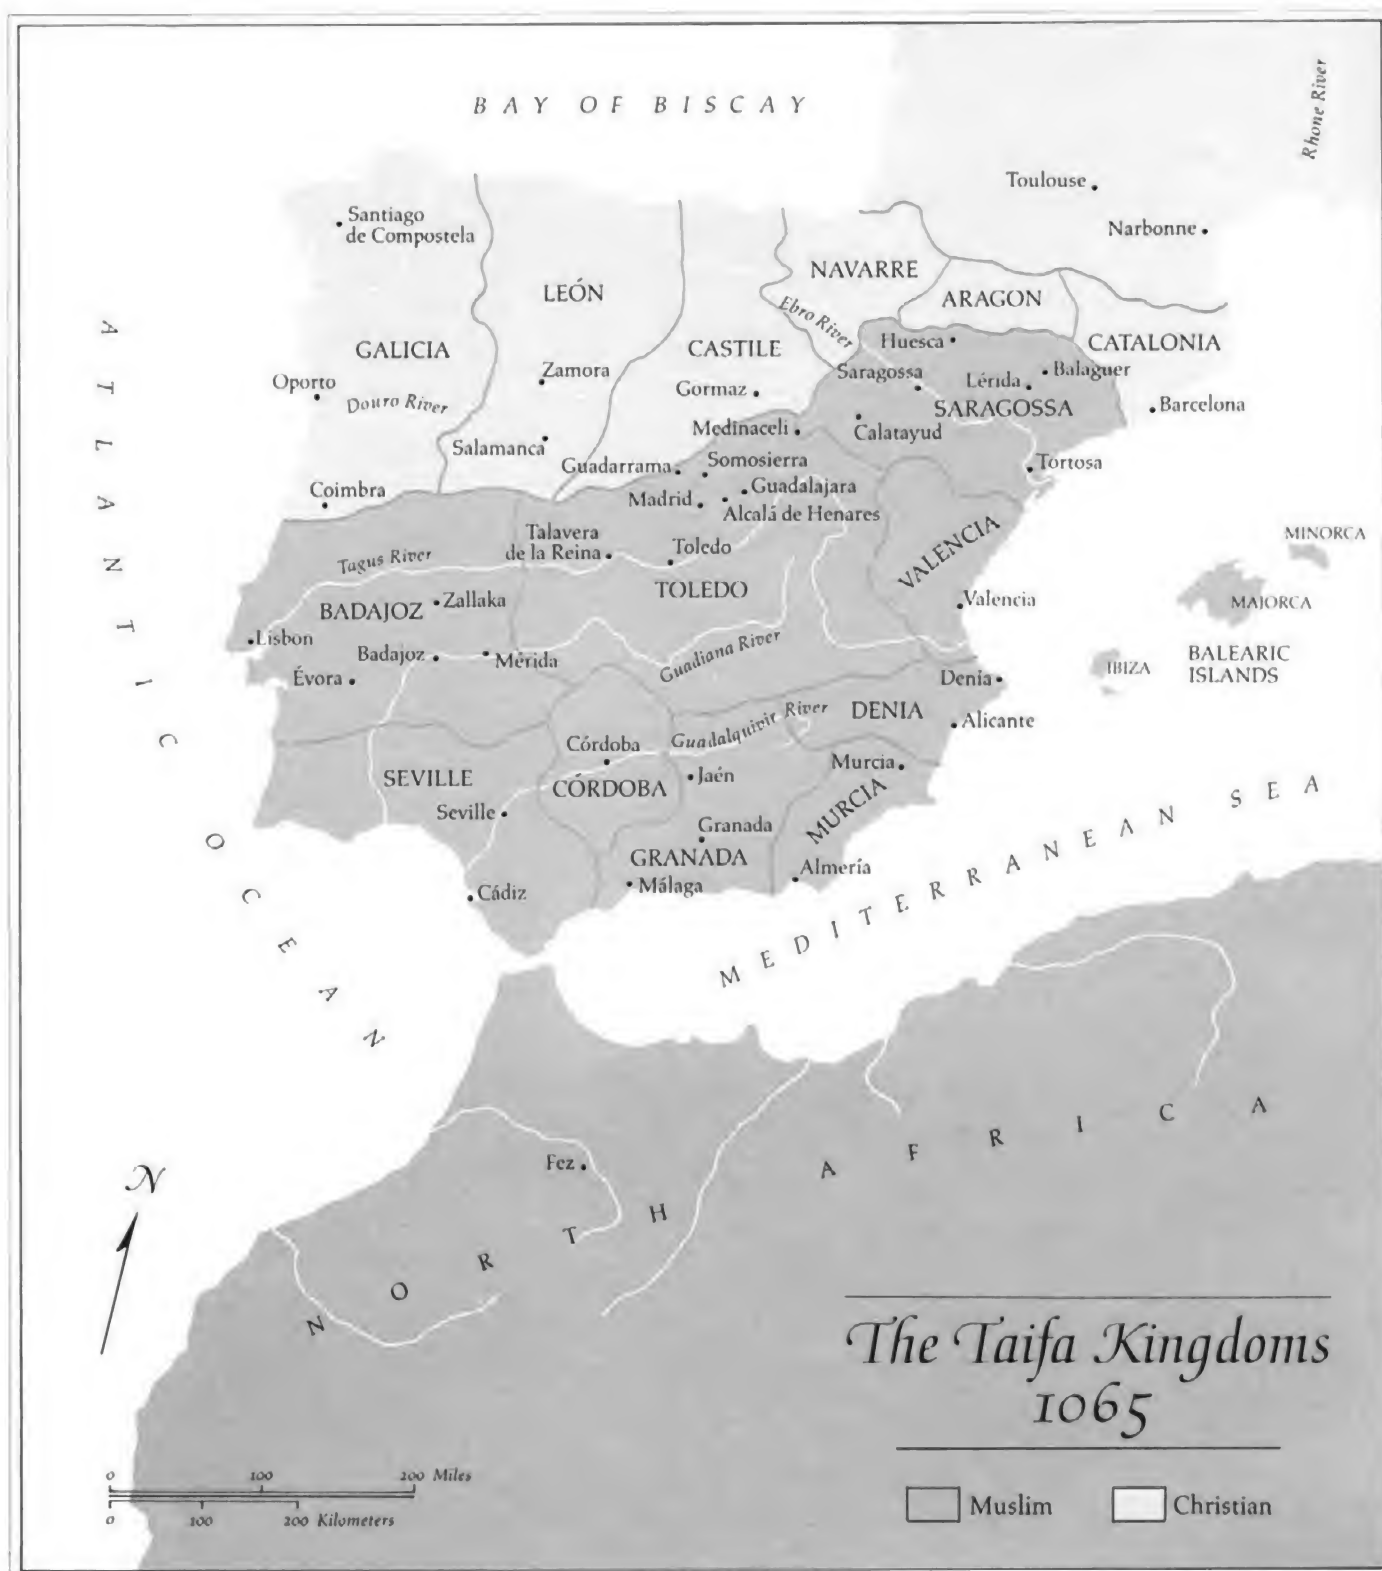 BAY OF BISCAY
Rhone River
Toulouse
Narbonne
Santiago
de Compostela
NAVARRE
LEÓN
ARAGON
Ebro River
GALICIA
CASTILE
Huesca
CATALONIA
Zamora
Saragossa
Lérida
Balaguer
Oporto
Douro River
Gormaz
SARAGOSSA
Barcelona
Medinaceli
Calatayud
Salamanca
Guadarrama
Somosierra
Tortosa
Coimbra
Madrid
Guadalajara
Alcalá de Henares
Talavera
de la Reina
Toledo
VALENCIA
MINORCA
Tagus River
TOLEDO
BADAJOZ
Zallaka
Valencia
MAJORCA
Lisbon
Badajoz
Mérida
Guadiana River
BALEARIC
ISLANDS
IBIZA
Évora
Denia
DENIA
Alicante
Guadalquivir River
Córdoba
SEVILLE
CÓRDOBA
Jaén
Murcia
MURCIA
Seville
Granada
GRANADA
Almería
Cádiz
Málaga
ATLANTIC OCEAN
MEDITERRANEAN SEA
Fez
NORTH AFRICA
N
The Taifa Kingdoms
1065
0 100 200 Miles
0 100 200 Kilometers
Muslim Christian